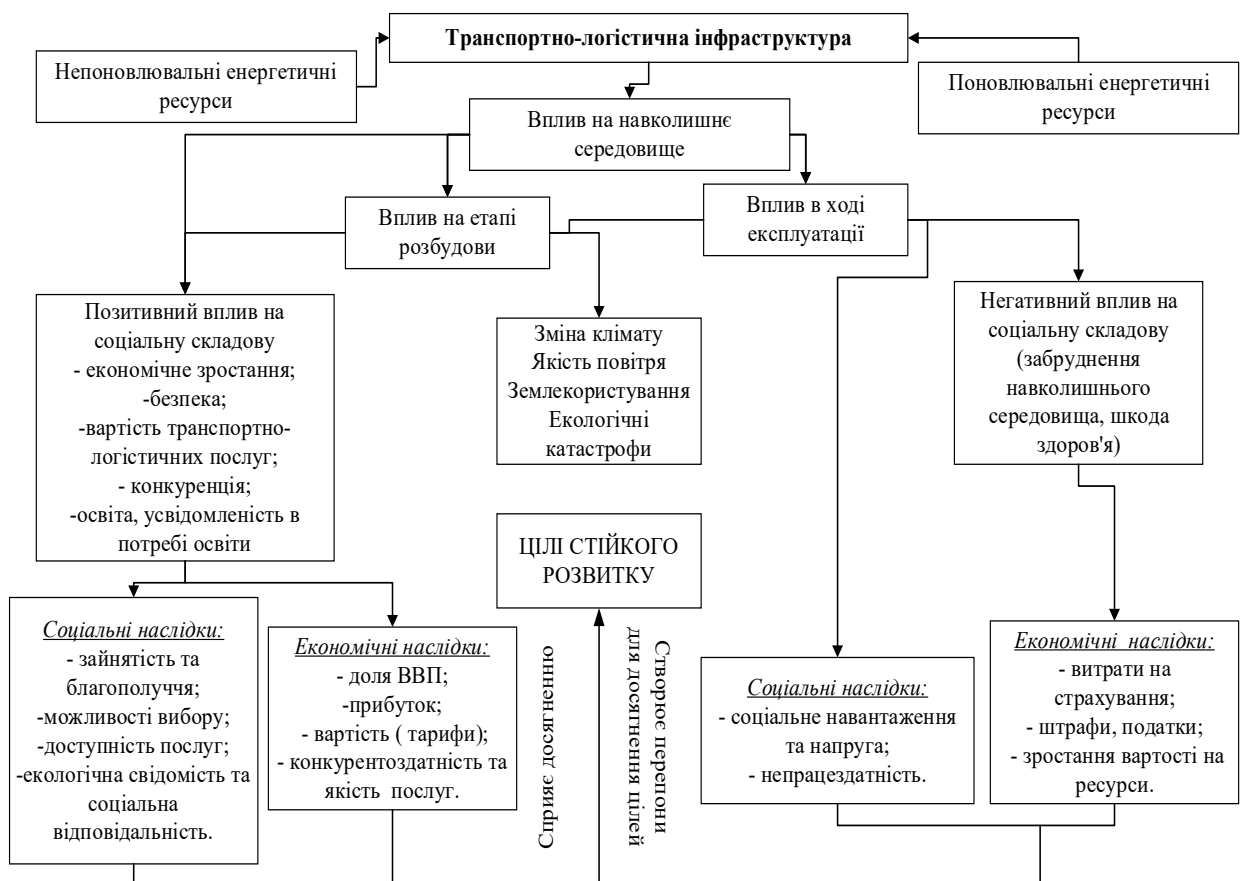 Транспортно-логістична інфраструктура
Непоновлювальні енергетичні
ресурси
Поновлювальні енергетичні
ресурси
Вплив на навколишнє
середовище
Вплив на етапі
розбудови
Вплив в ході
експлуатації
Позитивний вплив на
соціальну складову
- економічне зростання;
-безпека;
-вартість транспортно-
логістичних послуг;
- конкуренція;
-освіта, усвідомленість в
потребі освіти
Зміна клімату
Якість повітря
Землекористування
Екологічні
катастрофи
Негативний вплив на
соціальну складову
(забруднення
навколишнього
середовища, шкода
здоров'я)
ЦІЛІ СТІЙКОГО
РОЗВИТКУ
Соціальні наслідки:
- зайнятість та
благополуччя;
-можливості вибору;
-доступність послуг;
-екологічна свідомість та
соціальна
відповідальність.
Економічні наслідки:
- доля ВВП;
-прибуток;
- вартість ( тарифи);
- конкурентоздатність та
якість послуг.
Сприяє досягненню
Створює перепони
для досягнення цілей
Соціальні наслідки:
- соціальне навантаження
та напруга;
- непрацездатність.
Економічні наслідки:
- витрати на
страхування;
- штрафи, податки;
- зростання вартості на
ресурси.